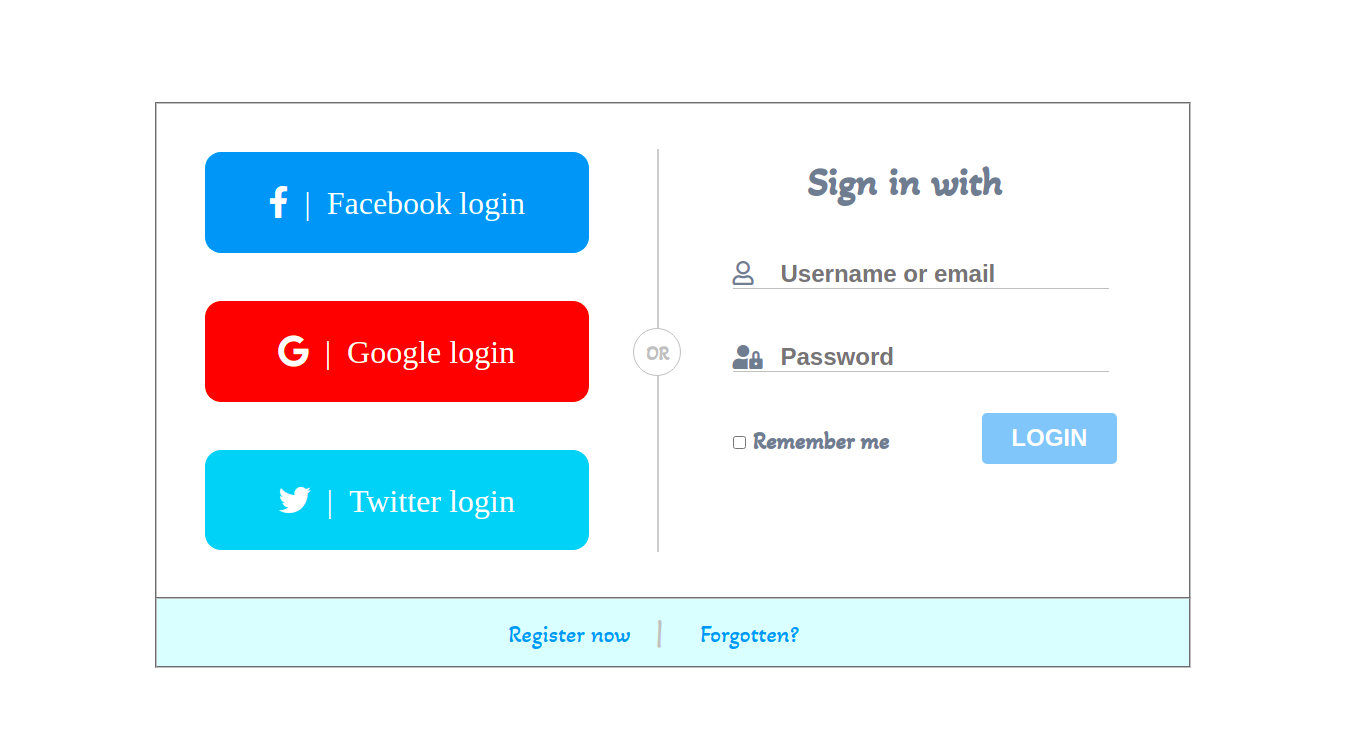 | Facebook login
| Google login
| Twitter login
OR
Sign in with
Username or email
Password
Remember me
LOGIN
Register now | Forgotten?